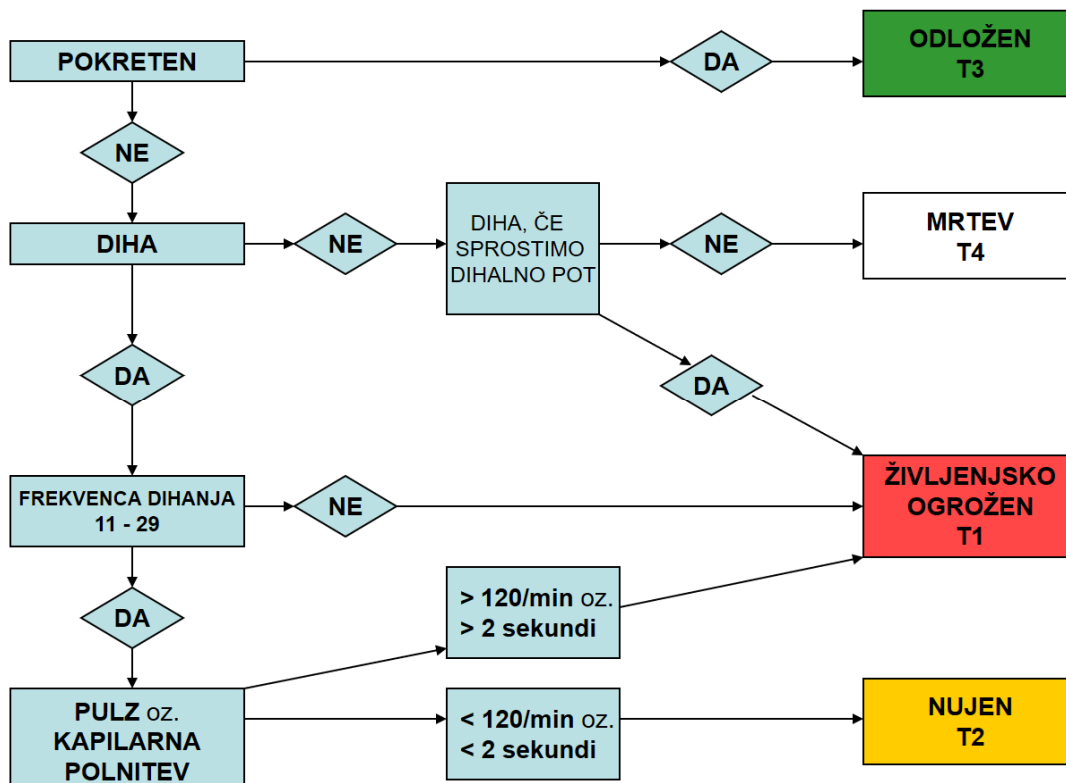 POKRETEN
DA
ODLOŽEN
T3
NE
DIHA
NE
DIHA, ČE
SPROSTIMO
DIHALNO POT
NE
MRTEV
T4
DA
DA
FREKVENCA DIHANJA
11 - 29
NE
ŽIVLJENJSKO
OGROŽEN
T1
DA
> 120/min oz.
> 2 sekundi
PULZ oz.
KAPILARNA
POLNITEV
< 120/min oz.
< 2 sekundi
NUJEN
T2